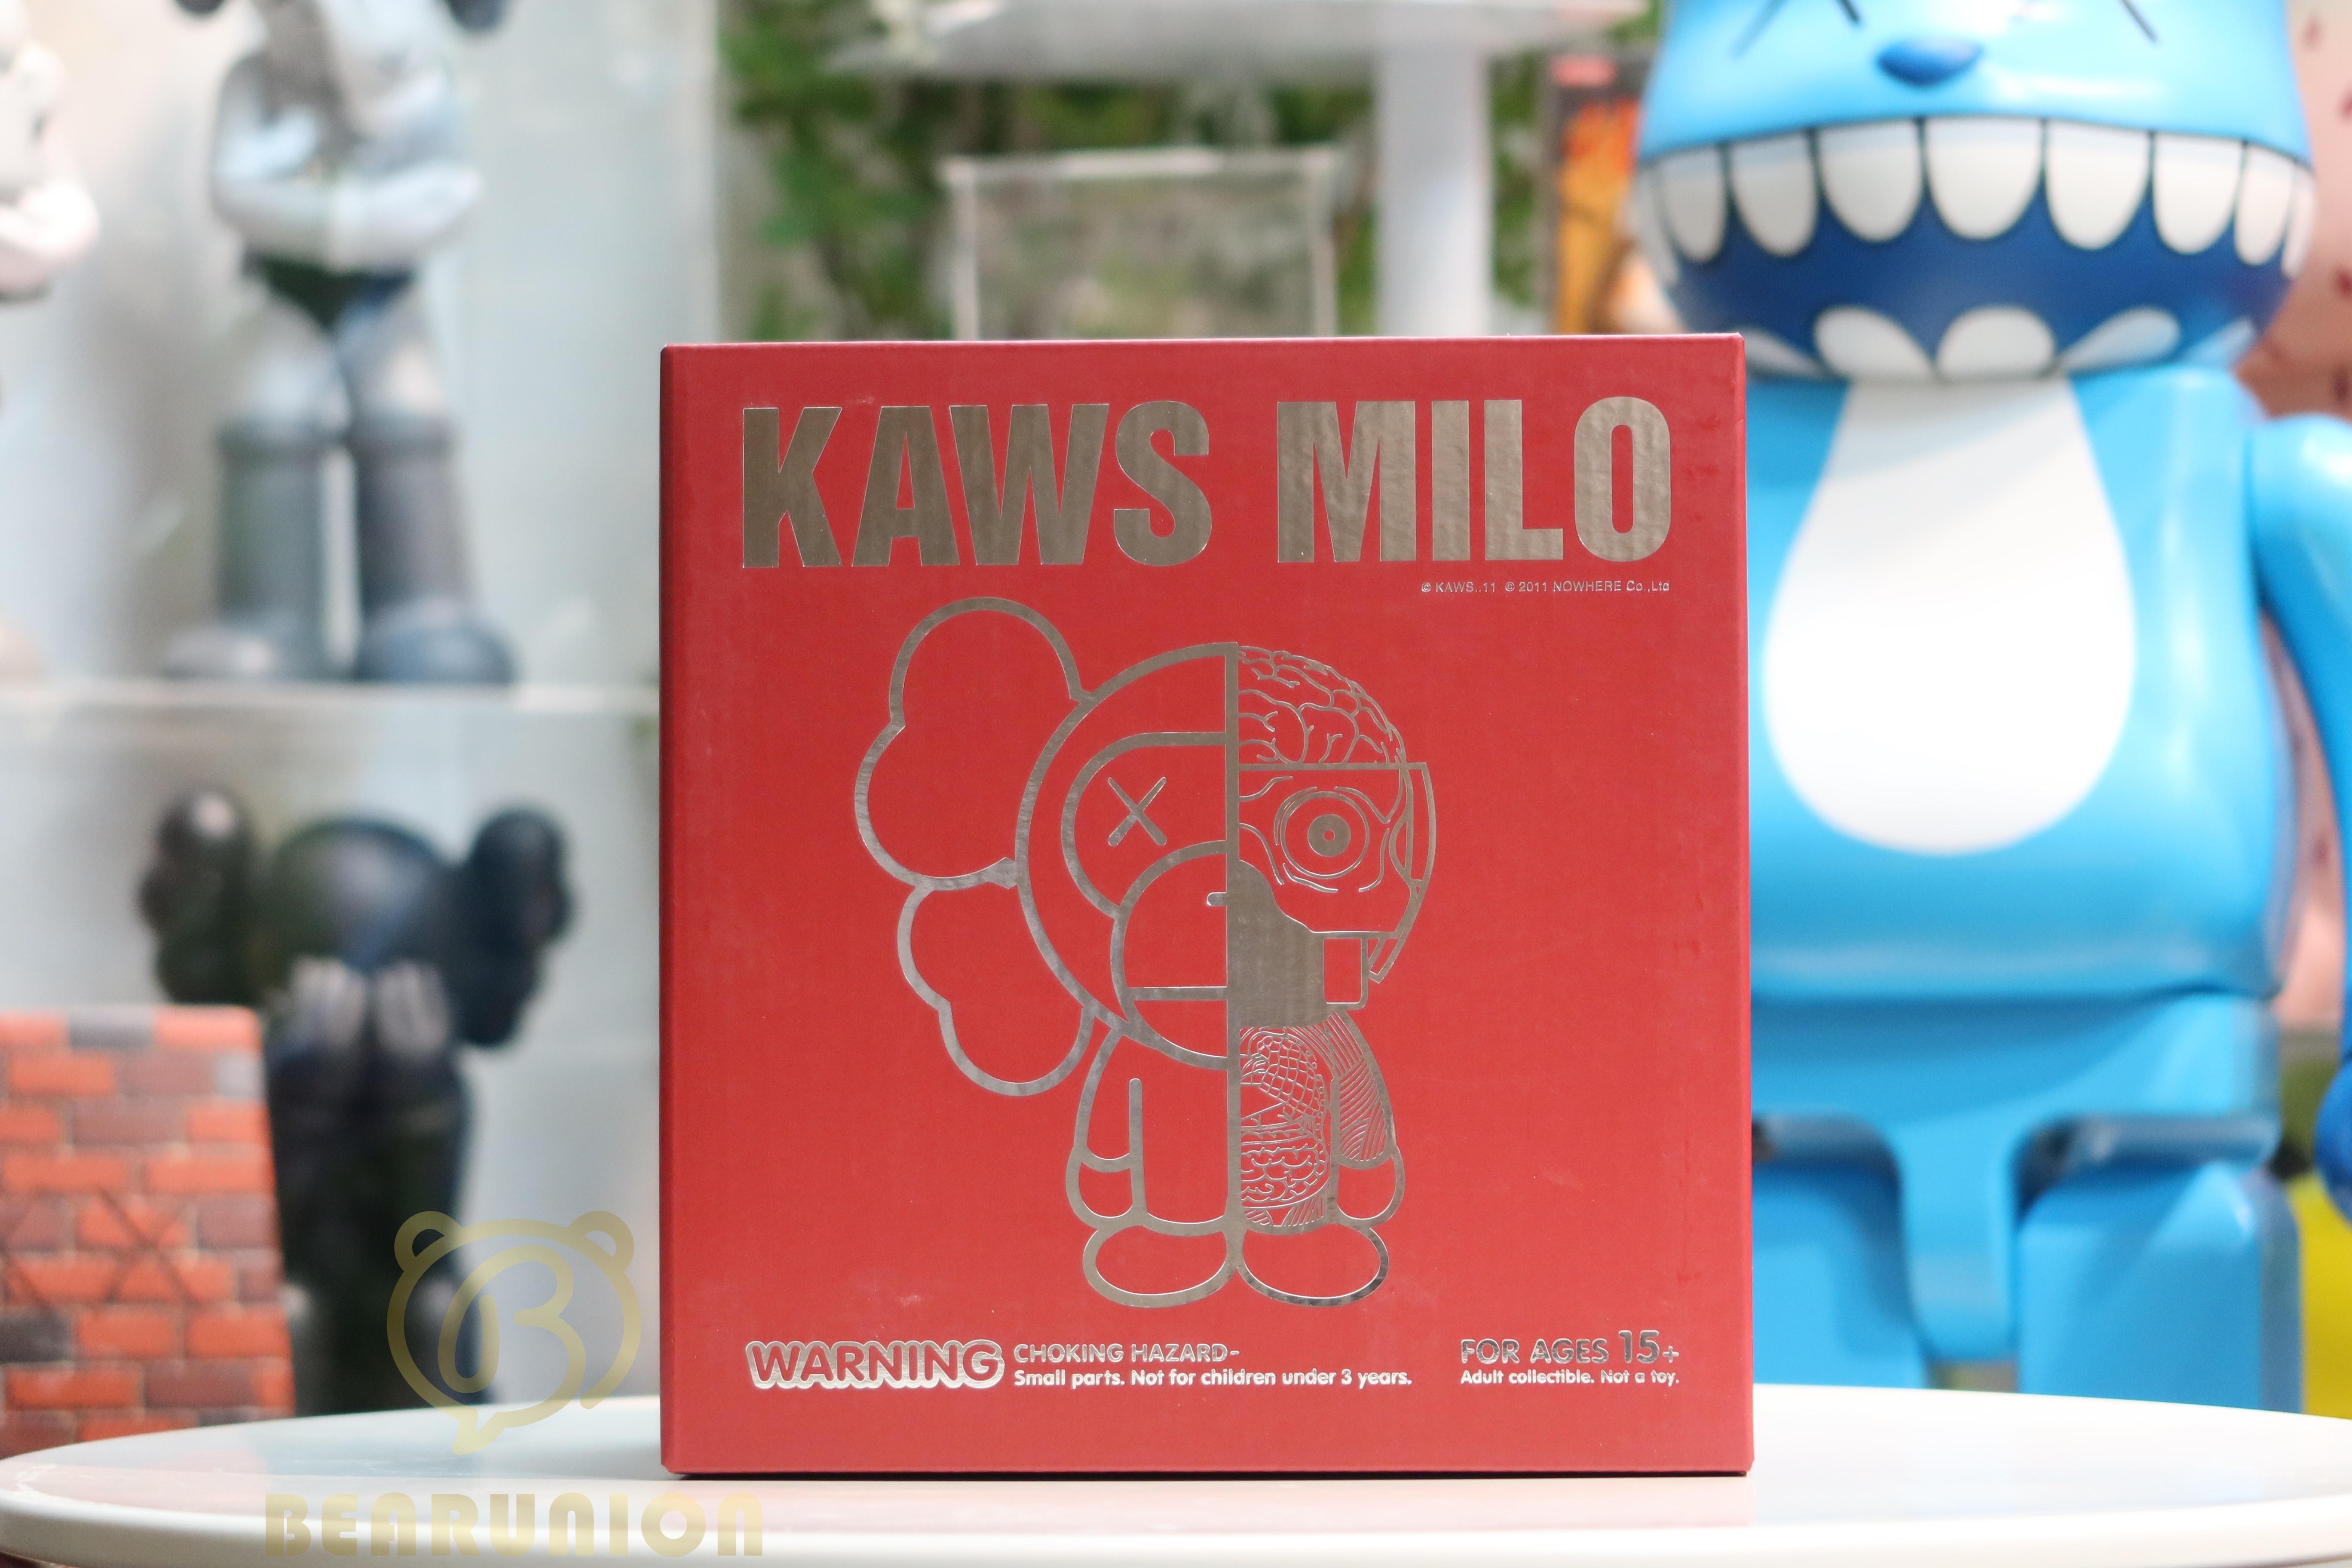 KAWS MILO
© KAWS..11 © 2011 NOWHERE Co.,Ltd
WARNING CHOKING HAZARD-
Small parts. Not for children under 3 years.
FOR AGES 15+
Adult collectible. Not a toy.
B
BEARUNION